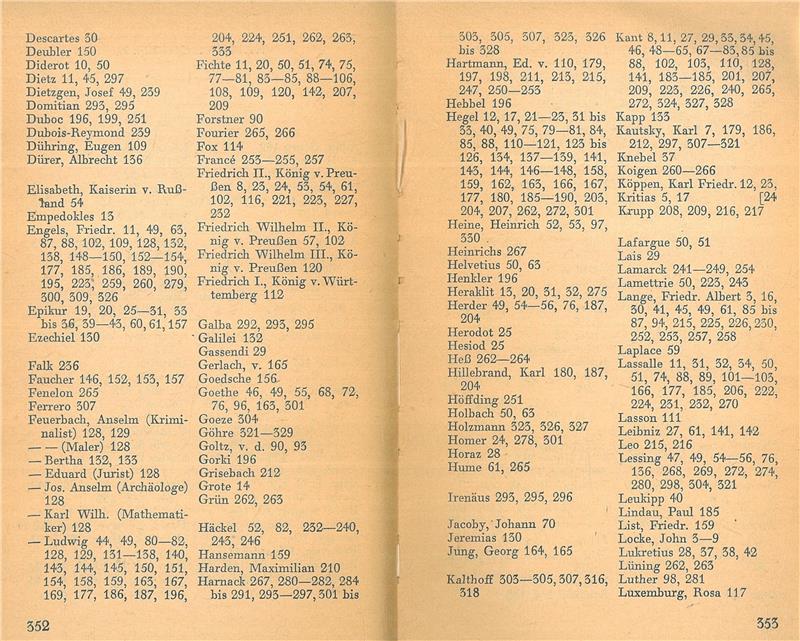 Descartes 30
Deubler 150
Diderot 10, 50
Dietz 11, 45, 297
Dietzgen, Josef 49, 239
Domitian 293, 295
Duboc 196, 199, 251
Dubois-Reymond 239
Dühring, Eugen 109
Dürer, Albrecht 136
Elisabeth, Kaiserin v. Ruß-
land 54
Empedokles 13
Engels, Friedr. 11, 49, 63,
87, 88, 102, 109, 128, 132,
138, 148—150, 152—154,
177, 185, 186, 189, 190,
195, 223, 259, 260, 279,
300, 309, 326
Epikur 19, 20, 25—31, 33
bis 36, 39—43, 60, 61, 157
Ezechiel 130
Falk 236
Faucher 146, 152, 153, 157
Fenelon 265
Ferrero 307
Feuerbach, Anselm (Krimi-
nalist) 128, 129
— — (Maler) 128
— Bertha 132, 133
— Eduard (Jurist) 128
— Jos. Anselm (Archäologe)
128
— Karl Wilh. (Mathemati-
ker) 128
— Ludwig 44, 49, 80—82,
128, 129, 131—138, 140,
143, 144, 145, 150, 151,
154, 158, 159, 163, 167,
169, 177, 186, 187, 196,
204, 224, 251, 262, 263,
333
Fichte 11, 20, 50, 51, 74, 75,
77—81, 83—85, 88—106,
108, 109, 120, 142, 207,
209
Forstner 90
Fourier 265, 266
Fox 114
Francé 253—255, 257
Friedrich II., König v. Preu-
ßen 8, 23, 24, 53, 54, 61,
102, 116, 221, 223, 227,
232
Friedrich Wilhelm II., Kö-
nig v. Preußen 57, 102
Friedrich Wilhelm III., Kö-
nig v. Preußen 120
Friedrich I., König v. Würt-
temberg 112
Galba 292, 293, 295
Galilei 132
Gassendi 29
Gerlach, v. 165
Goedsche 156
Goethe 46, 49, 55, 68, 72,
76, 96, 163, 301
Goeze 304
Göhre 321—329
Goltz, v. d. 90, 93
Gorki 196
Grisebach 212
Grote 14
Grün 262, 263
Häckel 52, 82, 232—240,
243, 246
Hansemann 159
Harden, Maximilian 210
Harnack 267, 280—282, 284
bis 291, 293—297, 301 bis
352
303, 305, 307, 323, 326
bis 328
Hartmann, Ed. v. 110, 179,
197, 198, 211, 213, 215,
247, 250—253
Hebbel 196
Hegel 12, 17, 21—23, 31 bis
33, 40, 49, 75, 79—81, 84,
85, 88, 110—121, 123 bis
126, 134, 137—139, 141,
143, 144, 146—148, 158,
159, 162, 163, 166, 167,
177, 180, 185—190, 203,
204, 207, 262, 272, 301
Heine, Heinrich 52, 53, 97,
330
Heinrichs 267
Helvetius 50, 63
Henkler 196
Heraklit 13, 20, 31, 32, 275
Herder 49, 54—56, 76, 187,
204
Herodot 25
Hesiod 25
Heß 262—264
Hillebrand, Karl 180, 187,
204
Höffding 251
Holbach 50, 63
Holzmann 323, 326, 327
Homer 24, 278, 301
Horaz 28
Hume 61, 265
Irenäus 293, 295, 296
Jacoby, Johann 70
Jeremias 130
Jung, Georg 164, 165
Kalthoff 303—305, 307, 316,
318
Kant 8, 11, 27, 29, 33, 34, 45,
46, 48—65, 67—83, 85 bis
88, 102, 103, 110, 128,
141, 183—185, 201, 207,
209, 223, 226, 240, 265,
272, 324, 327, 328
Kapp 133
Kautsky, Karl 7, 179, 186,
212, 297, 307—321
Knebel 37
Koigen 260—266
Köppen, Karl Friedr. 12, 23,
Kritias 5, 17 [24
Krupp 208, 209, 216, 217
Lafargue 50, 51
Lais 29
Lamarck 241—249, 254
Lamettrie 50, 223, 243
Lange, Friedr. Albert 3, 16,
30, 41, 45, 49, 61, 85 bis
87, 94, 215, 225, 226, 230,
252, 253, 257, 258
Laplace 59
Lassalle 11, 31, 32, 34, 50,
51, 74, 88, 89, 101—103,
166, 177, 185, 206, 222,
224, 231, 232, 270
Lasson 111
Leibniz 27, 61, 141, 142
Leo 215, 216
Lessing 47, 49, 54—56, 76,
136, 268, 269, 272, 274,
280, 298, 304, 321
Leukipp 40
Lindau, Paul 185
List, Friedr. 159
Locke, John 3—9
Lukretius 28, 37, 38, 42
Lüning 262, 263
Luther 98, 281
Luxemburg, Rosa 117
353